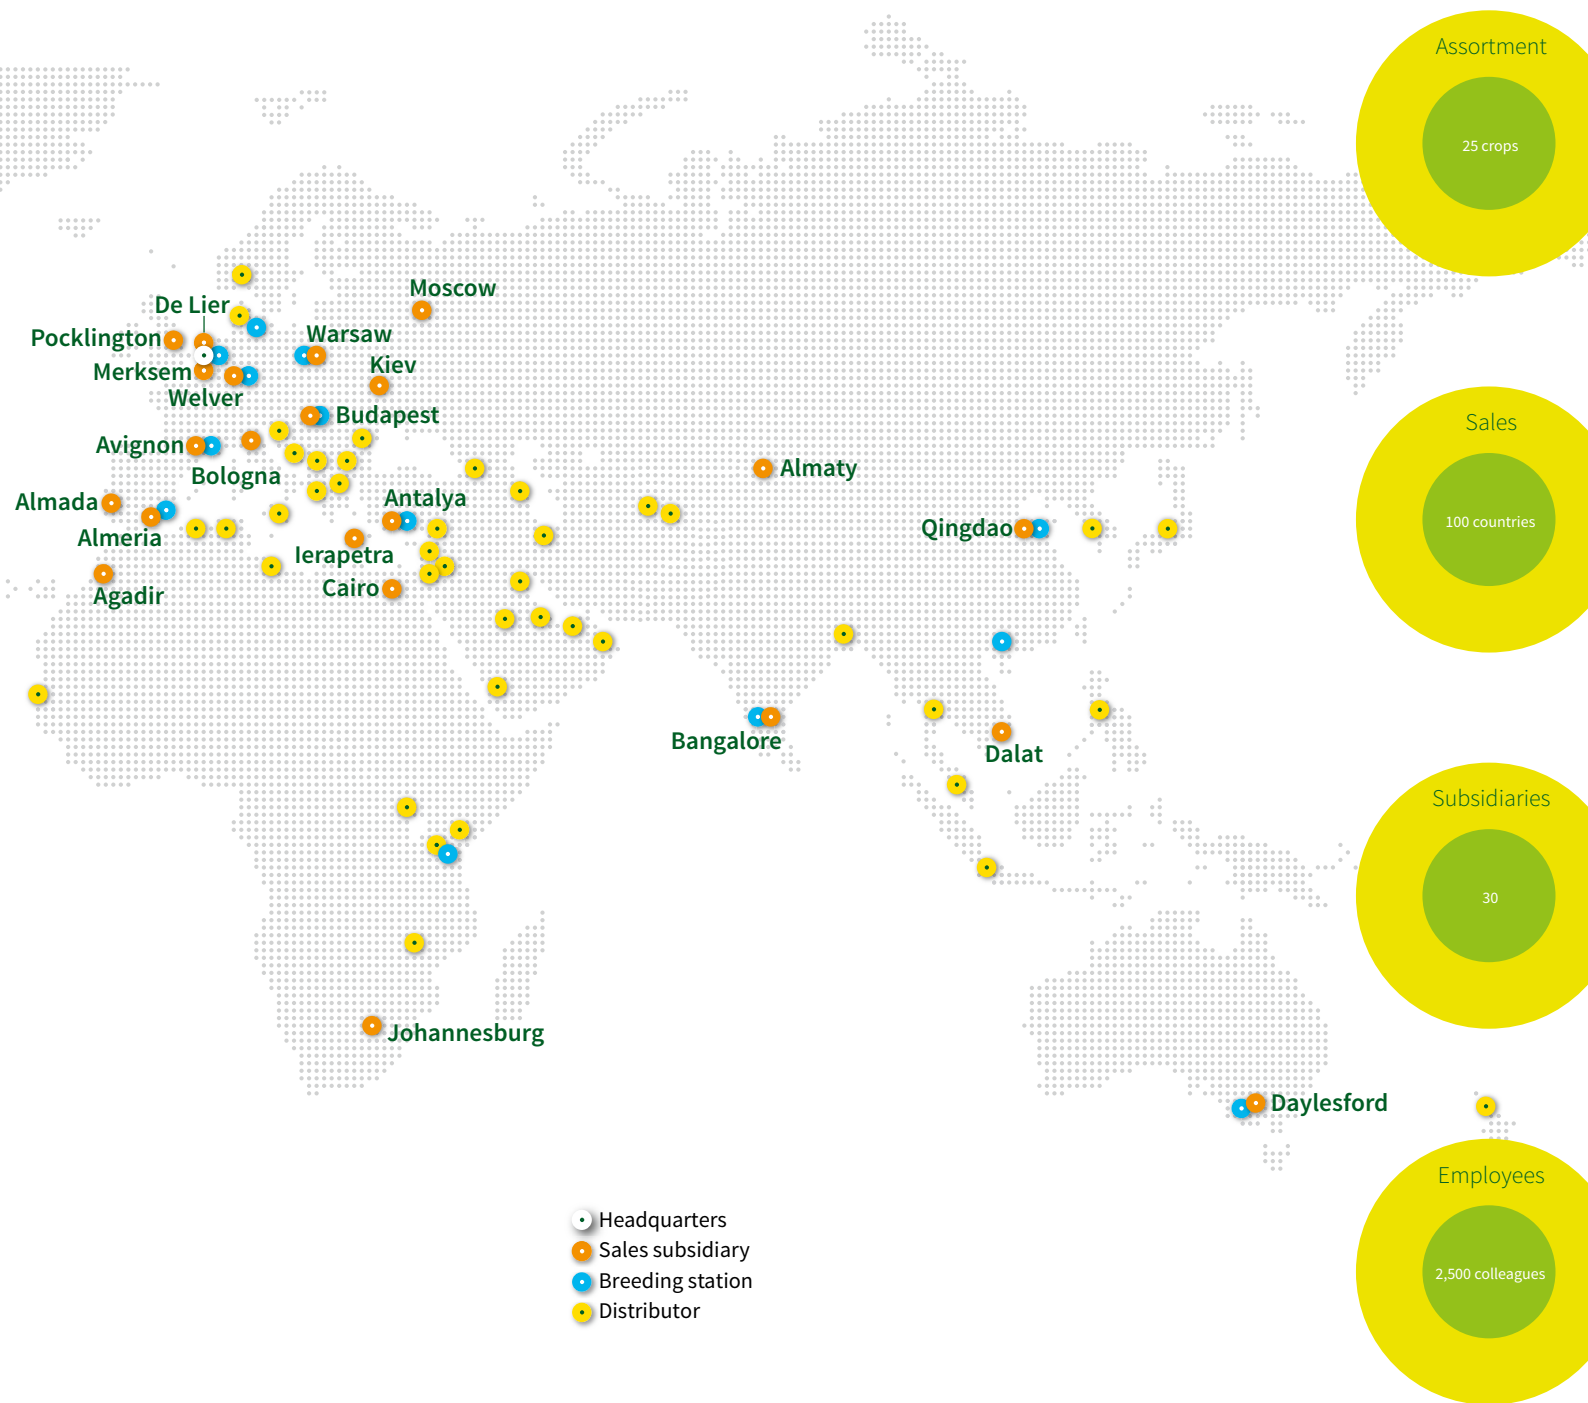 Assortment
25 crops
Moscow
De Lier
Pocklington
Warsaw
Kiev
Merksem
Welver
Budapest
Sales
Avignon
Bologna
Almaty
Antalya
Almada
100 countries
Qingdao
Almeria
Ierapetra
Cairo
Agadir
Bangalore
Dalat
Subsidiaries
30
Johannesburg
Daylesford
Employees
2,500 colleagues
Headquarters
Sales subsidiary
Breeding station
Distributor